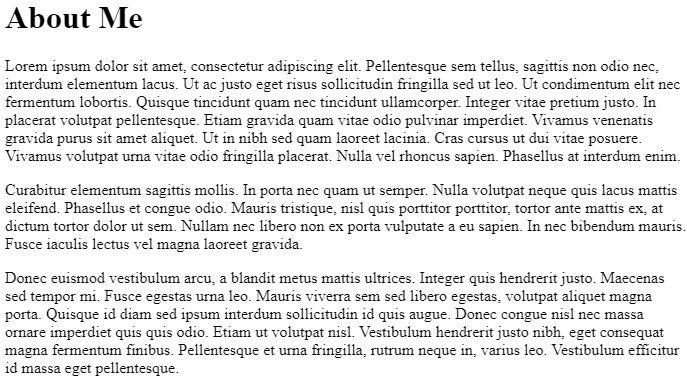 About Me
Lorem ipsum dolor sit amet, consectetur adipiscing elit. Pellentesque sem tellus, sagittis non odio nec,
interdum elementum lacus. Ut ac justo eget risus sollicitudin fringilla sed ut leo. Ut condimentum elit nec
fermentum lobortis. Quisque tincidunt quam nec tincidunt ullamcorper. Integer vitae pretium justo. In
placerat volutpat pellentesque. Etiam gravida quam vitae odio pulvinar imperdiet. Vivamus venenatis
gravida purus sit amet aliquet. Ut in nibh sed quam laoreet lacinia. Cras cursus ut dui vitae posuere.
Vivamus volutpat urna vitae odio fringilla placerat. Nulla vel rhoncus sapien. Phasellus at interdum enim.
Curabitur elementum sagittis mollis. In porta nec quam ut semper. Nulla volutpat neque quis lacus mattis
eleifend. Phasellus et congue odio. Mauris tristique, nisl quis porttitor porttitor, tortor ante mattis ex, at
dictum tortor dolor ut sem. Nullam nec libero non ex porta vulputate a eu sapien. In nec bibendum mauris.
Fusce iaculis lectus vel magna laoreet gravida.
Donec euismod vestibulum arcu, a blandit metus mattis ultrices. Integer quis hendrerit justo. Maecenas
sed tempor mi. Fusce egestas urna leo. Mauris viverra sem sed libero egestas, volutpat aliquet magna
porta. Quisque id diam sed ipsum interdum sollicitudin id quis augue. Donec congue nisl nec massa
ornare imperdiet quis quis odio. Etiam ut volutpat nisl. Vestibulum hendrerit justo nibh, eget consequat
magna fermentum finibus. Pellentesque et urna fringilla, rutrum neque in, varius leo. Vestibulum efficitur
id massa eget pellentesque.